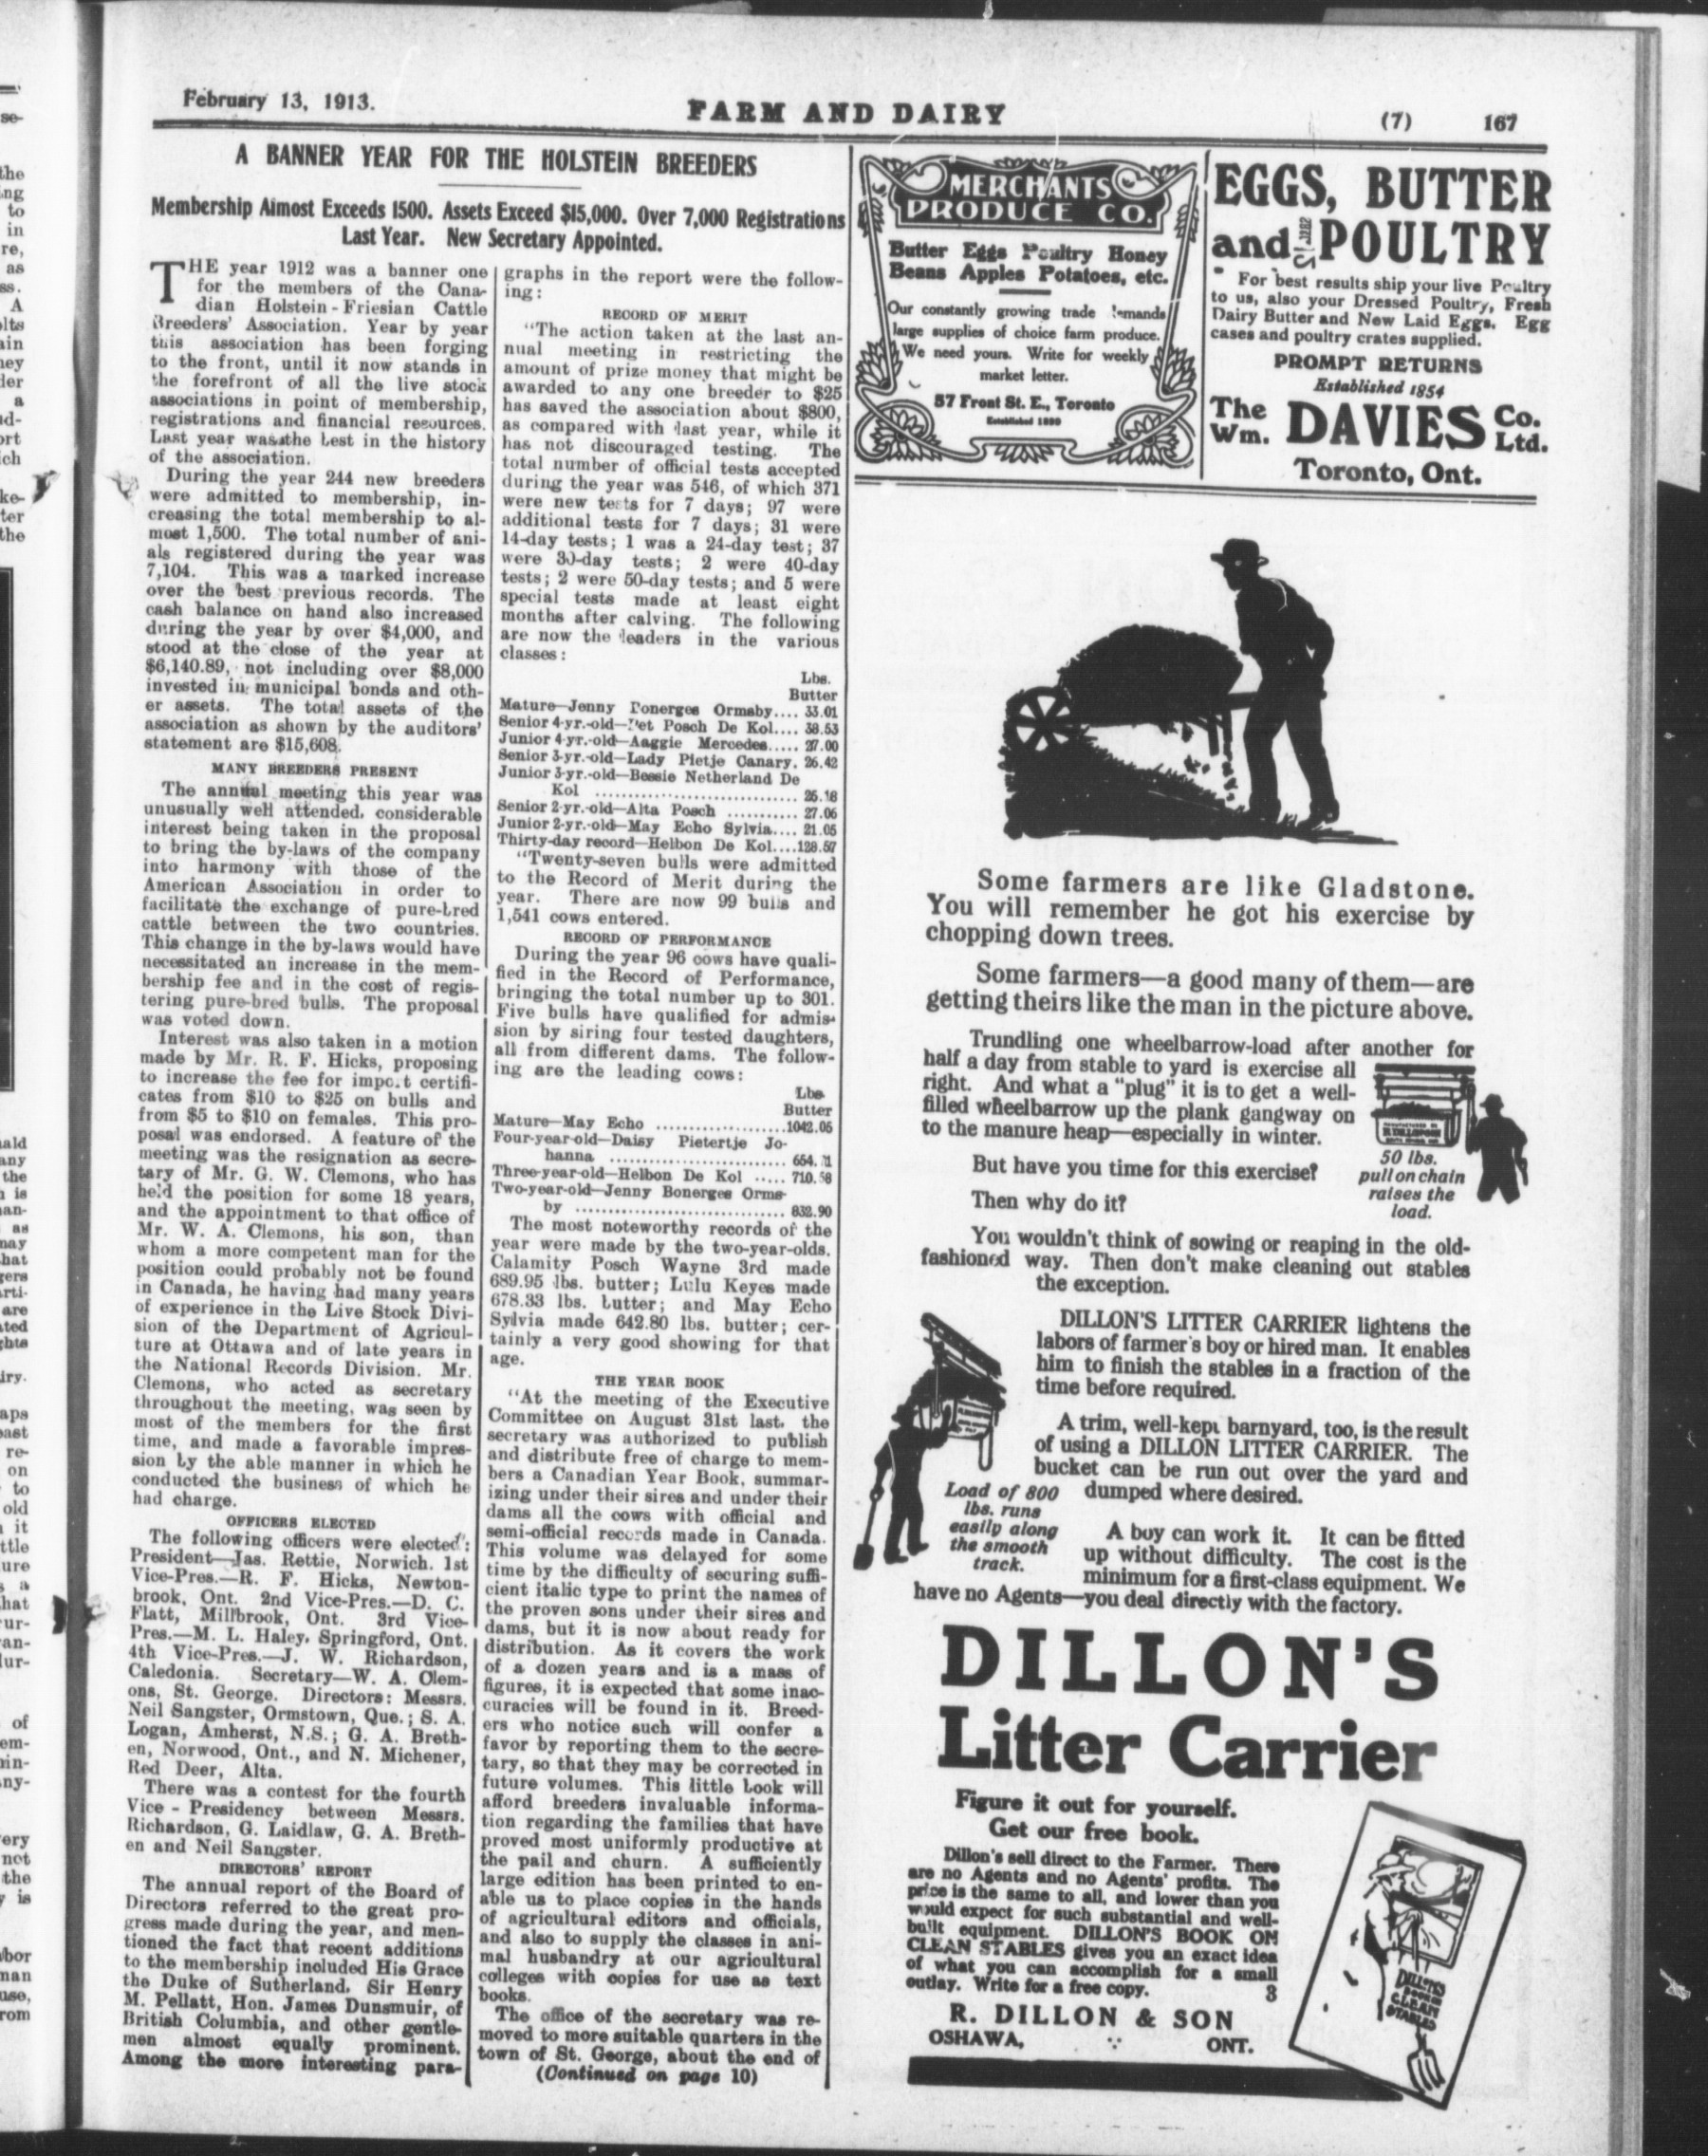 February 13, 1913.
FARM AND DAIRY
(7) 167
A BANNER YEAR FOR THE HOLSTEIN BREEDERS
Membership Almost Exceeds 1500. Assets Exceed $15,000. Over 7,000 Registrations
Last Year. New Secretary Appointed.
THE year 1912 was a banner one
for the members of the Cana-
dian Holstein-Friesian Cattle
Breeders' Association. Year by year
this association has been forging
to the front, until it now stands in
the forefront of all the live stock
associations in point of membership,
registrations and financial resources.
Last year was the best in the history
of the association.
During the year 244 new breeders
were admitted to membership, in-
creasing the total membership to al-
most 1,500. The total number of ani-
als registered during the year was
7,104. This was a marked increase
over the best previous records. The
cash balance on hand also increased
during the year by over $4,000, and
stood at the close of the year at
$6,140.89, not including over $8,000
invested in municipal bonds and oth-
er assets. The total assets of the
association as shown by the auditors'
statement are $15,608.
MANY BREEDERS PRESENT
The annual meeting this year was
unusually well attended, considerable
interest being taken in the proposal
to bring the by-laws of the company
into harmony with those of the
American Association in order to
facilitate the exchange of pure-bred
cattle between the two countries.
This change in the by-laws would have
necessitated an increase in the mem-
bership fee and in the cost of regis-
tering pure-bred bulls. The proposal
was voted down.
Interest was also taken in a motion
made by Mr. R. F. Hicks, proposing
to increase the fee for import certifi-
cates from $10 to $25 on bulls and
from $5 to $10 on females. This pro-
posal was endorsed. A feature of the
meeting was the resignation as secre-
tary of Mr. G. W. Clemons, who has
held the position for some 18 years,
and the appointment to that office of
Mr. W. A. Clemons, his son, than
whom a more competent man for the
position could probably not be found
in Canada, he having had many years
of experience in the Live Stock Divi-
sion of the Department of Agricul-
ture at Ottawa and of late years in
the National Records Division. Mr.
Clemons, who acted as secretary
throughout the meeting, was seen by
most of the members for the first
time, and made a favorable impres-
sion by the able manner in which he
conducted the business of which he
had charge.
OFFICERS ELECTED
The following officers were elected:
President—Jas. Rettie, Norwich. 1st
Vice-Pres.—R. F. Hicks, Newton-
brook, Ont. 2nd Vice-Pres.—D. C.
Flatt, Millbrook, Ont. 3rd Vice-
Pres.—M. L. Haley, Springford, Ont.
4th Vice-Pres.—J. W. Richardson,
Caledonia. Secretary—W. A. Clem-
ons, St. George. Directors: Messrs.
Neil Sangster, Ormstown, Que.; S. A.
Logan, Amherst, N.S.; G. A. Breth-
en, Norwood, Ont., and N. Michener,
Red Deer, Alta.
There was a contest for the fourth
Vice-Presidency between Messrs.
Richardson, G. Laidlaw, G. A. Breth-
en and Neil Sangster.
DIRECTORS' REPORT
The annual report of the Board of
Directors referred to the great pro-
gress made during the year, and men-
tioned the fact that recent additions
to the membership included His Grace
the Duke of Sutherland, Sir Henry
M. Pellatt, Hon. James Dunsmuir, of
British Columbia, and other gentle-
men almost equally prominent.
Among the more interesting para-
graphs in the report were the follow-
ing:
RECORD OF MERIT
"The action taken at the last an-
nual meeting in restricting the
amount of prize money that might be
awarded to any one breeder to $25
has saved the association about $800,
as compared with last year, while it
has not discouraged testing. The
total number of official tests accepted
during the year was 546, of which 371
were new tests for 7 days; 97 were
additional tests for 7 days; 31 were
14-day tests; 1 was a 24-day test; 37
were 30-day tests; 2 were 40-day
tests; 2 were 50-day tests; and 5 were
special tests made at least eight
months after calving. The following
are now the leaders in the various
classes:
Lbs.
Butter
Mature—Jenny Bonerges Ormsby.... 33.01
Senior 4-yr.-old—Pet Posch De Kol.... 38.53
Junior 4-yr.-old—Aaggie Mercedes..... 27.00
Senior 3-yr.-old—Lady Pietje Canary. 26.42
Junior 3-yr.-old—Bessie Netherland De
Kol .............................. 26.18
Senior 2-yr.-old—Alta Posch ........... 27.06
Junior 2-yr.-old—May Echo Sylvia.... 21.05
Thirty-day record—Helbon De Kol....128.57
"Twenty-seven bulls were admitted
to the Record of Merit during the
year. There are now 99 bulls and
1,541 cows entered.
RECORD OF PERFORMANCE
During the year 96 cows have quali-
fied in the Record of Performance,
bringing the total number up to 301.
Five bulls have qualified for admis-
sion by siring four tested daughters,
all from different dams. The follow-
ing are the leading cows:
Lbs
Butter
Mature—May Echo ...................1042.05
Four-year-old—Daisy Pietertje Jo-
hanna .......................... 654.
Three-year-old—Helbon De Kol ..... 710.58
Two-year-old—Jenny Bonerges Orms-
by .............................. 832.90
The most noteworthy records of the
year were made by the two-year-olds.
Calamity Posch Wayne 3rd made
689.95 lbs. butter; Lulu Keyes made
678.33 lbs. butter; and May Echo
Sylvia made 642.80 lbs. butter; cer-
tainly a very good showing for that
age.
THE YEAR BOOK
"At the meeting of the Executive
Committee on August 31st last, the
secretary was authorized to publish
and distribute free of charge to mem-
bers a Canadian Year Book, summar-
izing under their sires and under their
dams all the cows with official and
semi-official records made in Canada.
This volume was delayed for some
time by the difficulty of securing suffi-
cient italic type to print the names of
the proven sons under their sires and
dams, but it is now about ready for
distribution. As it covers the work
of a dozen years and is a mass of
figures, it is expected that some inac-
curacies will be found in it. Breed-
ers who notice such will confer a
favor by reporting them to the secre-
tary, so that they may be corrected in
future volumes. This little book will
afford breeders invaluable informa-
tion regarding the families that have
proved most uniformly productive at
the pail and churn. A sufficiently
large edition has been printed to en-
able us to place copies in the hands
of agricultural editors and officials,
and also to supply the classes in ani-
mal husbandry at our agricultural
colleges with copies for use as text
books.
The office of the secretary was re-
moved to more suitable quarters in the
town of St. George, about the end of
(Continued on page 10)
MERCHANTS
PRODUCE CO.
Butter Eggs Poultry Honey
Beans Apples Potatoes, etc.
Our constantly growing trade demands
large supplies of choice farm produce.
We need yours. Write for weekly
market letter.
57 Front St. E., Toronto
Established 1890
EGGS, BUTTER
and POULTRY
For best results ship your live Poultry
to us, also your Dressed Poultry, Fresh
Dairy Butter and New Laid Eggs. Egg
cases and poultry crates supplied.
PROMPT RETURNS
Established 1854
The Wm. DAVIES Co. Ltd.
Toronto, Ont.
Some farmers are like Gladstone.
You will remember he got his exercise by
chopping down trees.
Some farmers—a good many of them—are
getting theirs like the man in the picture above.
Trundling one wheelbarrow-load after another for
half a day from stable to yard is exercise all
right. And what a "plug" it is to get a well-
filled wheelbarrow up the plank gangway on
to the manure heap—especially in winter.
But have you time for this exercise?
Then why do it?
50 lbs.
pull on chain
raises the
load.
You wouldn't think of sowing or reaping in the old-
fashioned way. Then don't make cleaning out stables
the exception.
DILLON'S LITTER CARRIER lightens the
labors of farmer's boy or hired man. It enables
him to finish the stables in a fraction of the
time before required.
A trim, well-kept barnyard, too, is the result
of using a DILLON LITTER CARRIER. The
bucket can be run out over the yard and
dumped where desired.
Load of 800
lbs. runs
easily along
the smooth
track.
A boy can work it. It can be fitted
up without difficulty. The cost is the
minimum for a first-class equipment. We
have no Agents—you deal directly with the factory.
DILLON'S
Litter Carrier
Figure it out for yourself.
Get our free book.
Dillon's sell direct to the Farmer. There
are no Agents and no Agents' profits. The
price is the same to all, and lower than you
would expect for such substantial and well-
built equipment. DILLON'S BOOK ON
CLEAN STABLES gives you an exact idea
of what you can accomplish for a small
outlay. Write for a free copy. 3
R. DILLON & SON
OSHAWA, ONT.
DILLON'S
BOOK ON
CLEAN
STABLES